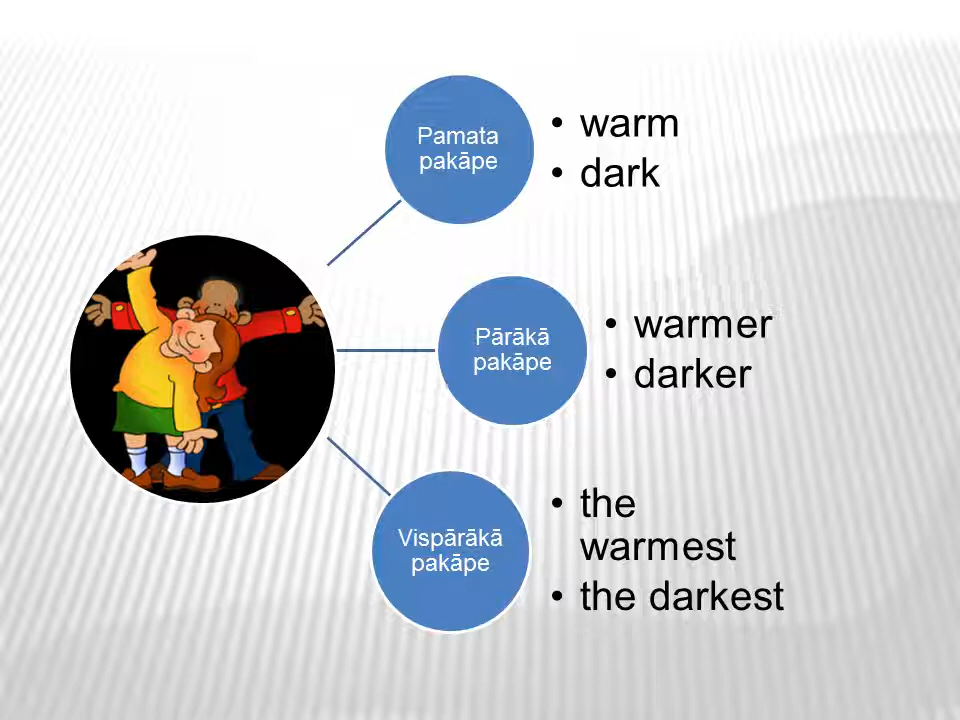 Pamata
pakāpe
• warm
• dark
Pārākā
pakāpe
• warmer
• darker
Vispārākā
pakāpe
• the
warmest
• the darkest